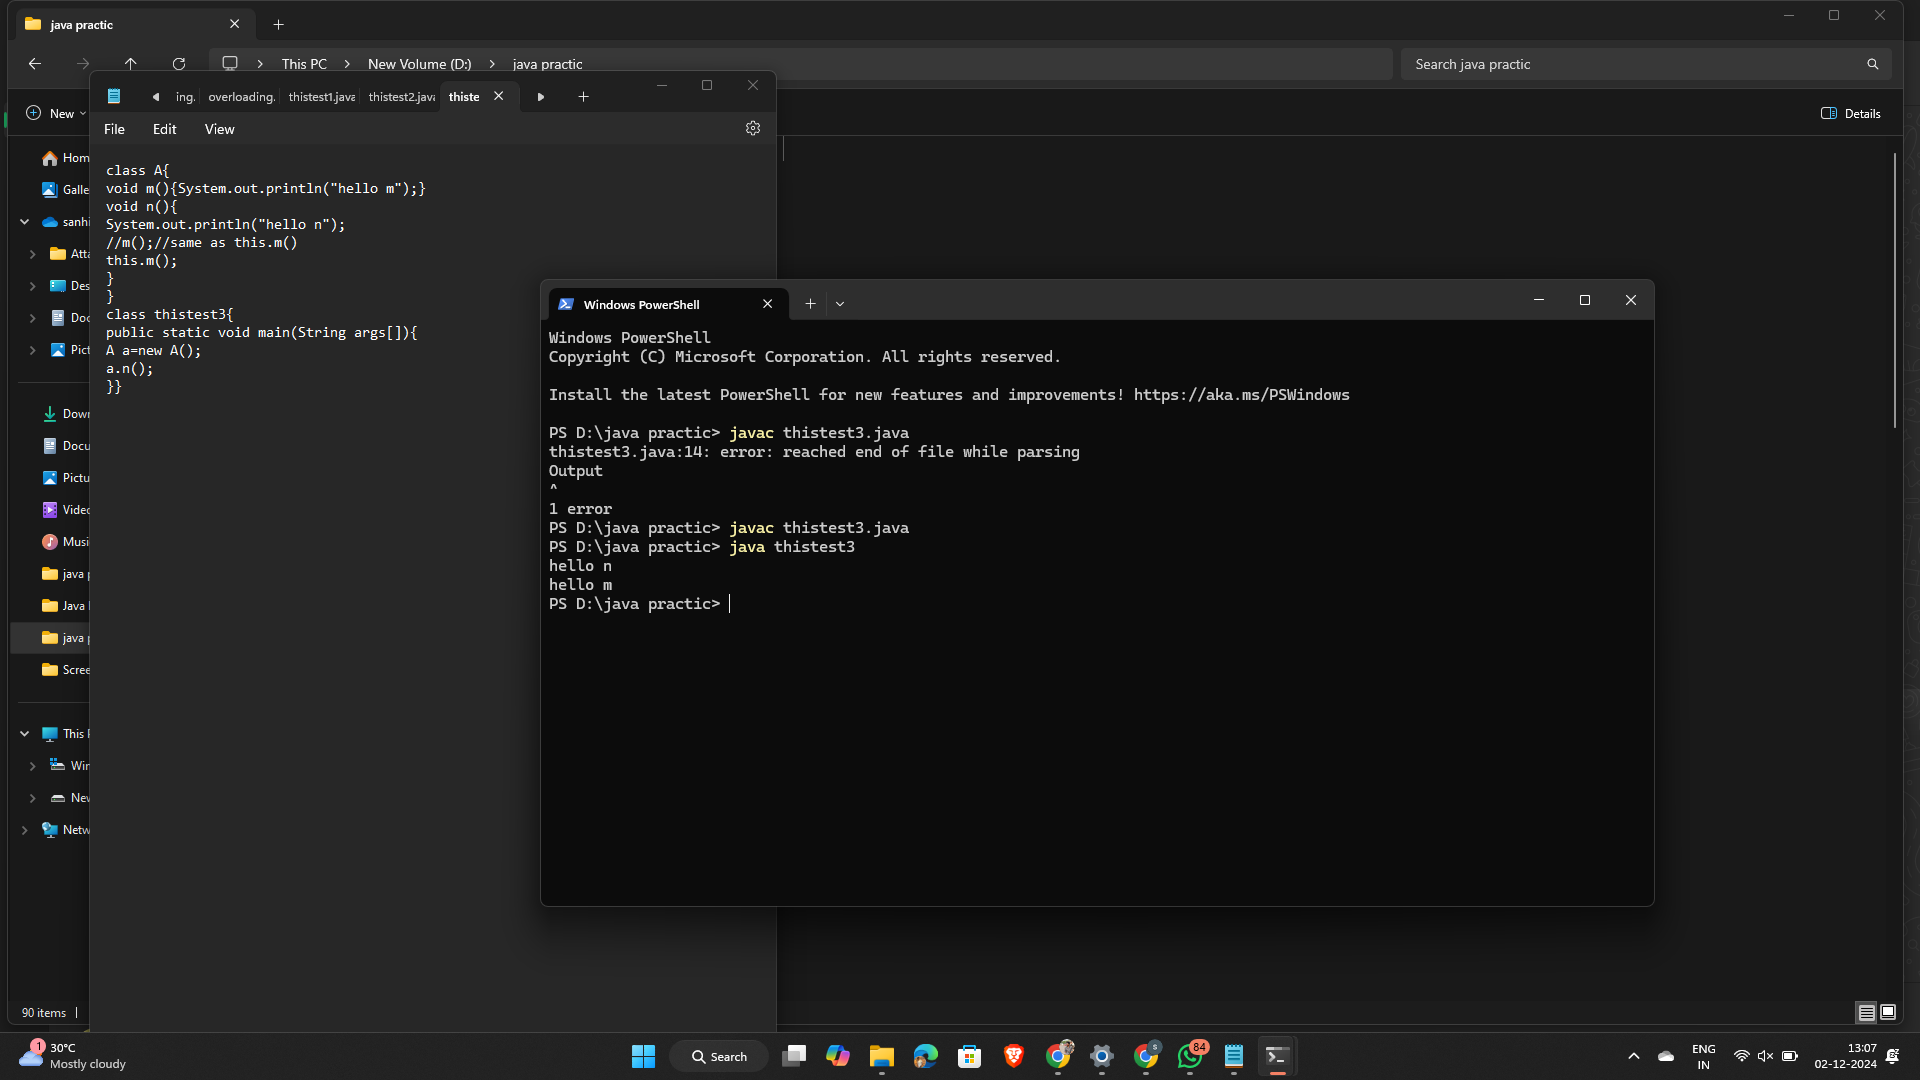 java practic
This PC > New Volume (D:) > java practic
Search java practic
ing. overloading. thistest1.java thistest2.java thiste
New
Details
File Edit View
Hom
Galle
sanhi
Atta
Des
Doc
Pict
Dow
Docu
Pictu
Videc
Musi
java p
Java
java p
Scree
This
Win
New
Netw
class A{
void m(){System.out.println("hello m");}
void n(){
System.out.println("hello n");
//m();//same as this.m()
this.m();
}
}
class thistest3{
public static void main(String args[]){
A a=new A();
a.n();
}}
Windows PowerShell
Windows PowerShell
Copyright (C) Microsoft Corporation. All rights reserved.
Install the latest PowerShell for new features and improvements! https://aka.ms/PSWindows
PS D:\java practic> javac thistest3.java
thistest3.java:14: error: reached end of file while parsing
Output
^
1 error
PS D:\java practic> javac thistest3.java
PS D:\java practic> java thistest3
hello n
hello m
PS D:\java practic>
90 items
1
30°C
Mostly cloudy
Search
S
84
ENG
IN
13:07
02-12-2024